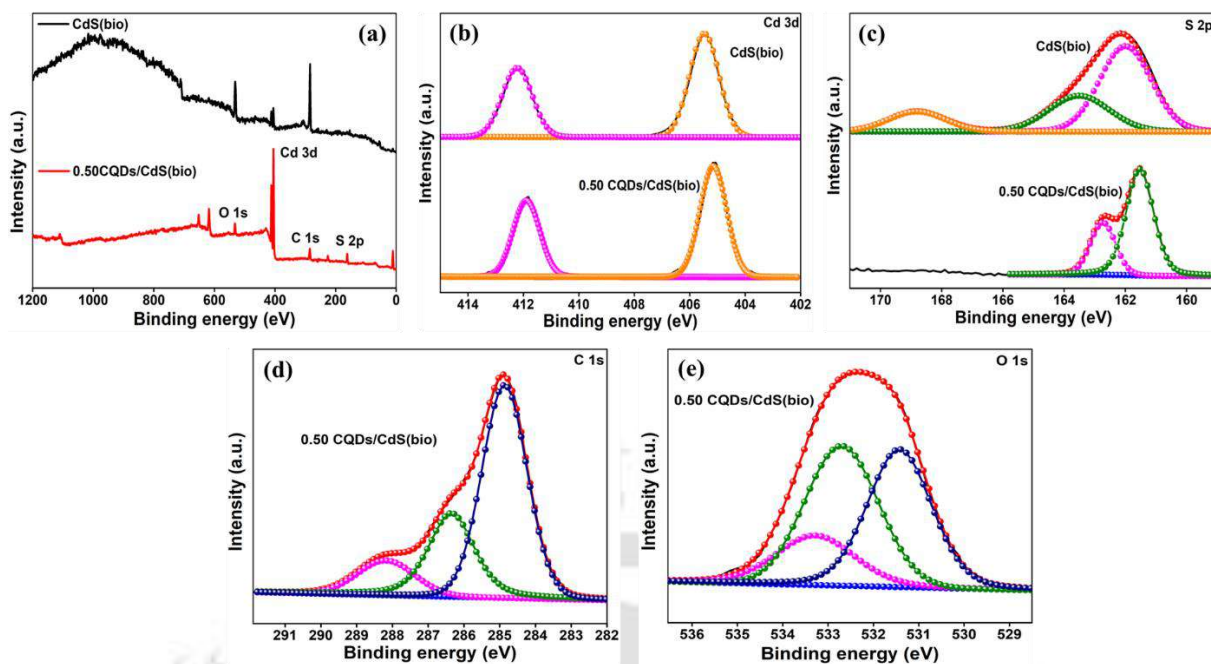 CdS(bio)
(a)
0.50CQDs/CdS(bio)
Cd 3d
O 1s
C 1s
S 2p
Intensity (a.u.)
1200 1000 800 600 400 200 0
Binding energy (eV)
(b)
Cd 3d
CdS(bio)
0.50 CQDs/CdS(bio)
Intensity (a.u.)
414 412 410 408 406 404 402
Binding energy (eV)
(c)
S 2p
CdS(bio)
0.50 CQDs/CdS(bio)
Intensity (a.u.)
170 168 166 164 162 160
Binding energy (eV)
(d)
C 1s
0.50 CQDs/CdS(bio)
Intensity (a.u.)
291 290 289 288 287 286 285 284 283 282
Binding energy (eV)
(e)
O 1s
0.50 CQDs/CdS(bio)
Intensity (a.u.)
536 535 534 533 532 531 530 529
Binding energy (eV)